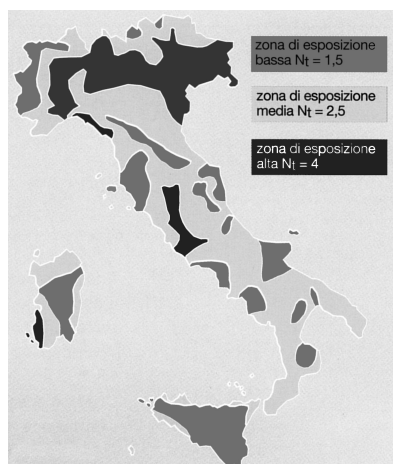 zona di esposizione
bassa Nt = 1,5
zona di esposizione
media Nt = 2,5
zona di esposizione
alta Nt = 4